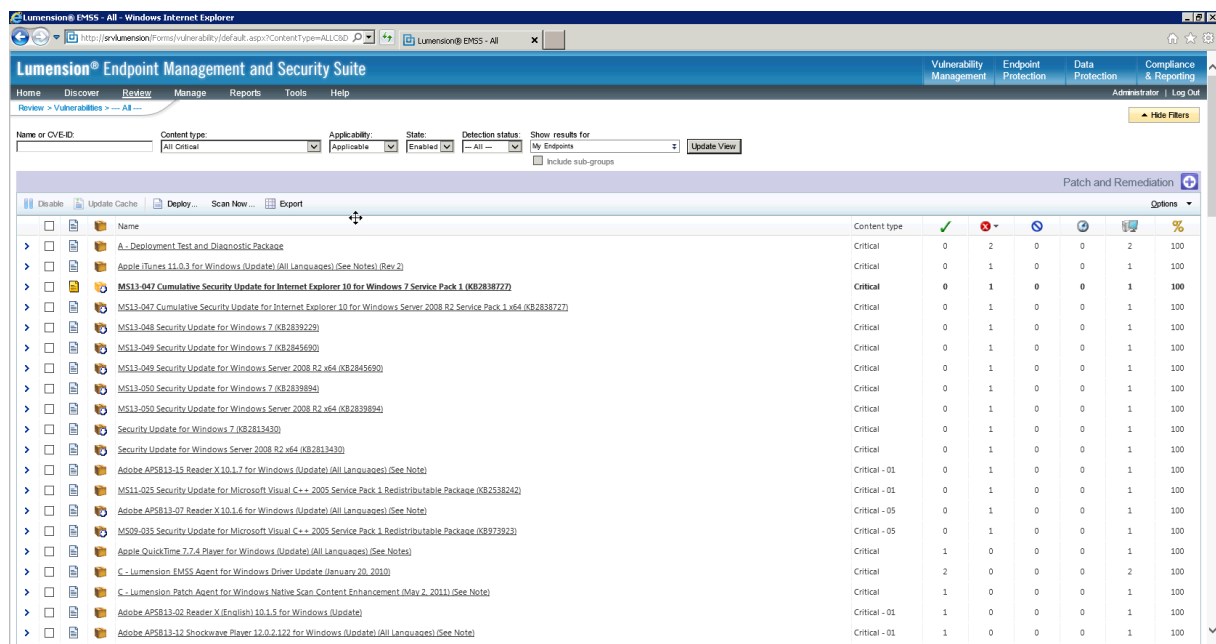 Lumension® EMSS - All - Windows Internet Explorer
http://srvlumension/Forms/vulnerability/default.aspx?ContentType=ALLC&D
Lumension® EMSS - All
Lumension® Endpoint Management and Security Suite
Vulnerability Management
Endpoint Protection
Data Protection
Compliance & Reporting
Home Discover Review Manage Reports Tools Help
Administrator | Log Out
Review > Vulnerabilities > --- All ---
Hide Filters
Name or CVE-ID: Content type: Applicability: State: Detection status: Show results for
All Critical Applicable Enabled --- All --- My Endpoints Update View
Include sub-groups
Patch and Remediation
Disable Update Cache Deploy... Scan Now... Export Options
Name Content type %
A - Deployment Test and Diagnostic Package Critical 0 2 0 0 2 100
Apple iTunes 11.0.3 for Windows (Update) (All Languages) (See Notes) (Rev 2) Critical 0 1 0 0 1 100
MS13-047 Cumulative Security Update for Internet Explorer 10 for Windows 7 Service Pack 1 (KB2838727) Critical 0 1 0 0 1 100
MS13-047 Cumulative Security Update for Internet Explorer 10 for Windows Server 2008 R2 Service Pack 1 x64 (KB2838727) Critical 0 1 0 0 1 100
MS13-048 Security Update for Windows 7 (KB2839229) Critical 0 1 0 0 1 100
MS13-049 Security Update for Windows 7 (KB2845690) Critical 0 1 0 0 1 100
MS13-049 Security Update for Windows Server 2008 R2 x64 (KB2845690) Critical 0 1 0 0 1 100
MS13-050 Security Update for Windows 7 (KB2839894) Critical 0 1 0 0 1 100
MS13-050 Security Update for Windows Server 2008 R2 x64 (KB2839894) Critical 0 1 0 0 1 100
Security Update for Windows 7 (KB2813430) Critical 0 1 0 0 1 100
Security Update for Windows Server 2008 R2 x64 (KB2813430) Critical 0 1 0 0 1 100
Adobe APSB13-15 Reader X 10.1.7 for Windows (Update) (All Languages) (See Note) Critical - 01 0 1 0 0 1 100
MS11-025 Security Update for Microsoft Visual C++ 2005 Service Pack 1 Redistributable Package (KB2538242) Critical - 01 0 1 0 0 1 100
Adobe APSB13-07 Reader X 10.1.6 for Windows (Update) (All Languages) (See Note) Critical - 05 0 1 0 0 1 100
MS09-035 Security Update for Microsoft Visual C++ 2005 Service Pack 1 Redistributable Package (KB973923) Critical - 05 0 1 0 0 1 100
Apple QuickTime 7.7.4 Player for Windows (Update) (All Languages) (See Notes) Critical 1 0 0 0 1 100
C - Lumension EMSS Agent for Windows Driver Update (January 20, 2010) Critical 2 0 0 0 2 100
C - Lumension Patch Agent for Windows Native Scan Content Enhancement (May 2, 2011) (See Note) Critical 1 0 0 0 1 100
Adobe APSB13-02 Reader X (English) 10.1.5 for Windows (Update) Critical - 01 1 0 0 0 1 100
Adobe APSB13-12 Shockwave Player 12.0.2.122 for Windows (Update) (All Languages) (See Note) Critical - 01 1 0 0 0 1 100